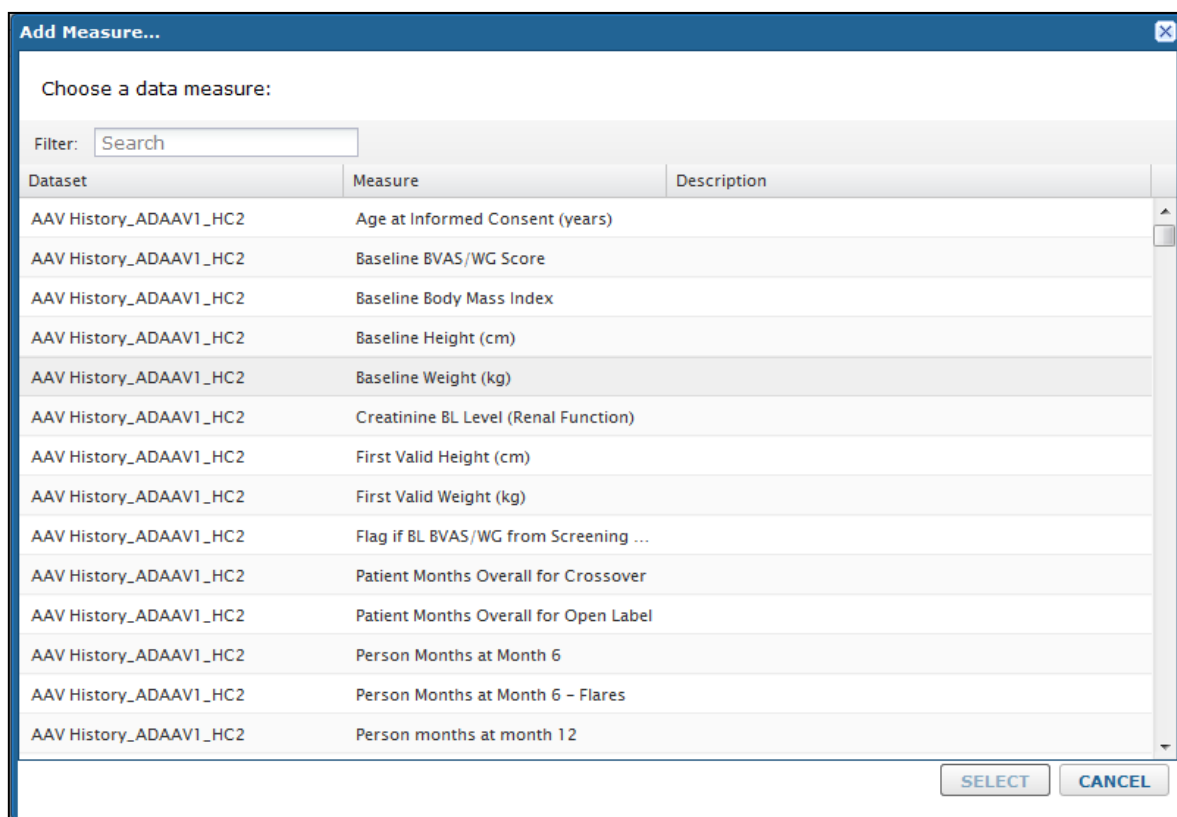 Add Measure...
Choose a data measure:
Filter: Search
Dataset Measure Description
AAV History_ADAAV1_HC2 Age at Informed Consent (years)
AAV History_ADAAV1_HC2 Baseline BVAS/WG Score
AAV History_ADAAV1_HC2 Baseline Body Mass Index
AAV History_ADAAV1_HC2 Baseline Height (cm)
AAV History_ADAAV1_HC2 Baseline Weight (kg)
AAV History_ADAAV1_HC2 Creatinine BL Level (Renal Function)
AAV History_ADAAV1_HC2 First Valid Height (cm)
AAV History_ADAAV1_HC2 First Valid Weight (kg)
AAV History_ADAAV1_HC2 Flag if BL BVAS/WG from Screening ...
AAV History_ADAAV1_HC2 Patient Months Overall for Crossover
AAV History_ADAAV1_HC2 Patient Months Overall for Open Label
AAV History_ADAAV1_HC2 Person Months at Month 6
AAV History_ADAAV1_HC2 Person Months at Month 6 – Flares
AAV History_ADAAV1_HC2 Person months at month 12
SELECT CANCEL